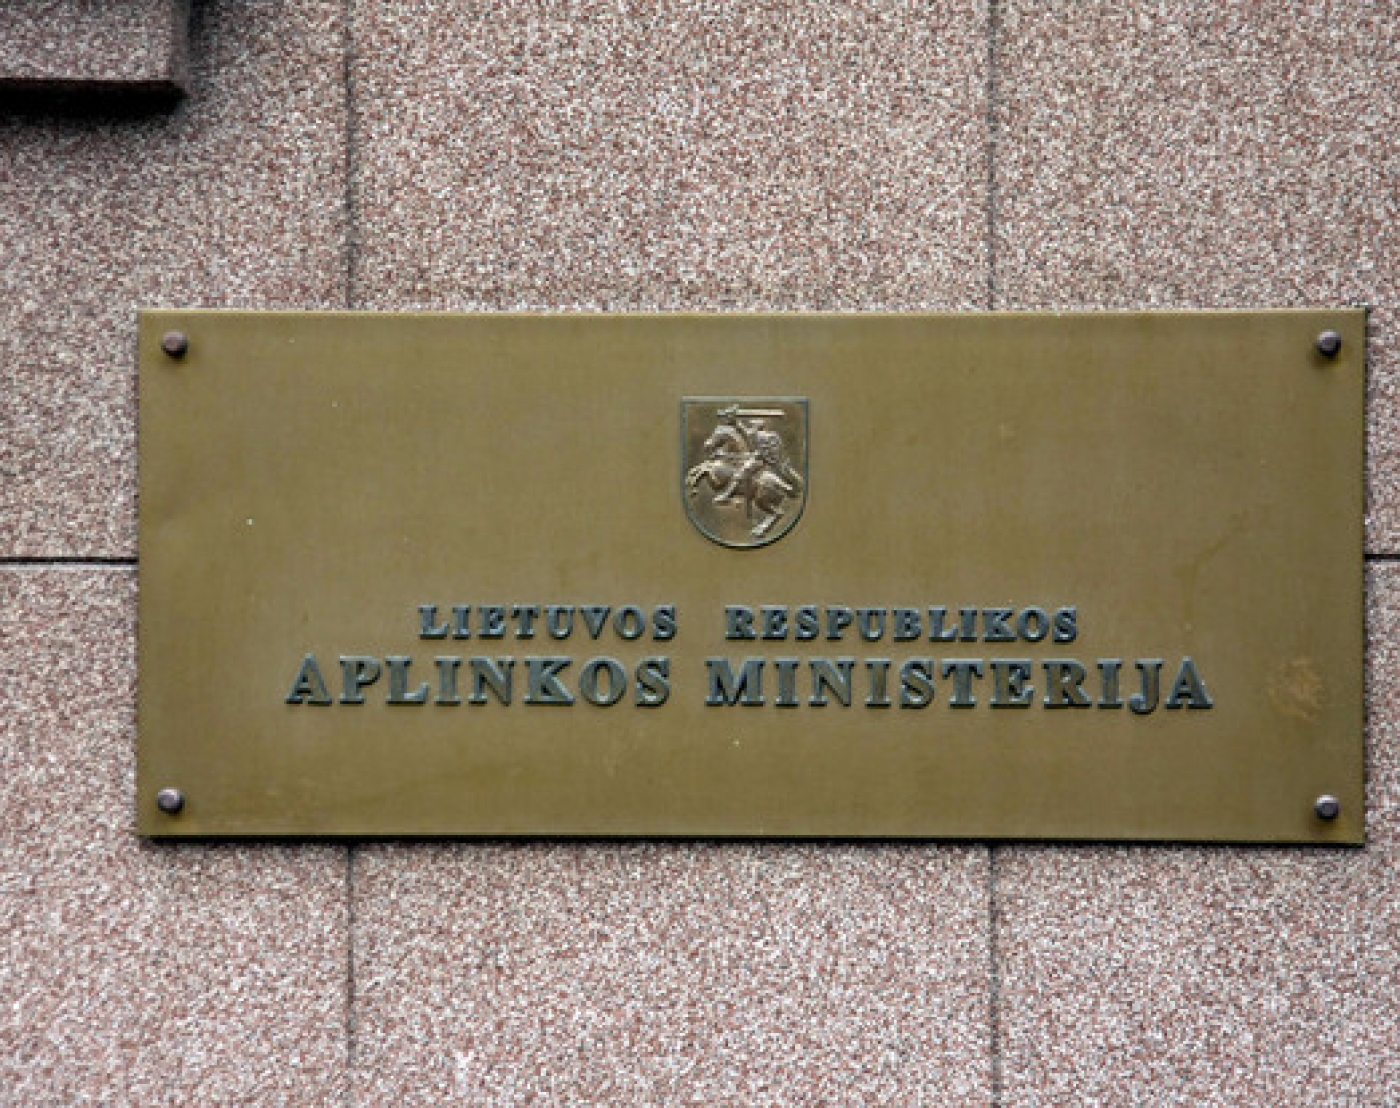 LIETUVOS RESPUBLIKOS
APLINKOS MINISTERIJA